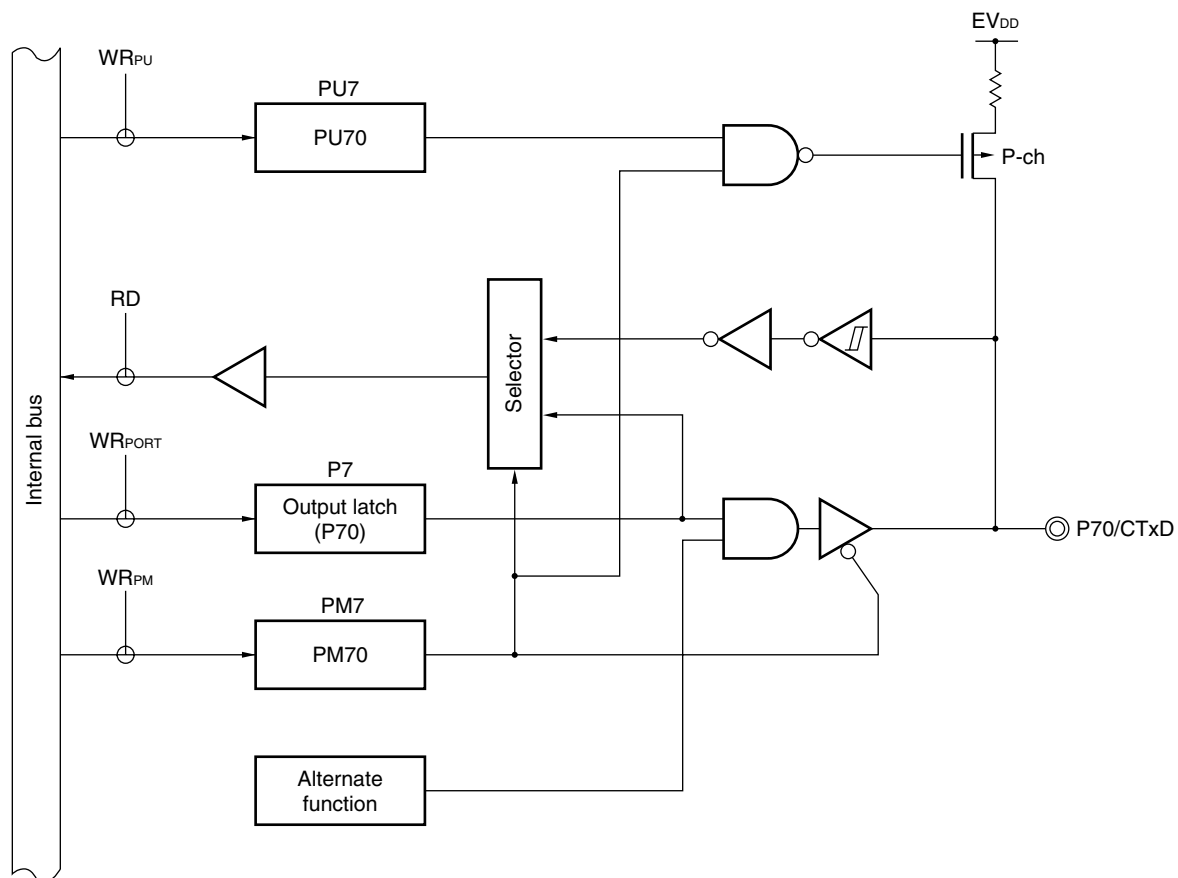 EVDD
WRPU
PU7
PU70
P-ch
RD
Selector
Internal bus
WRPORT
P7
Output latch
(P70)
P70/CTxD
WRPM
PM7
PM70
Alternate
function